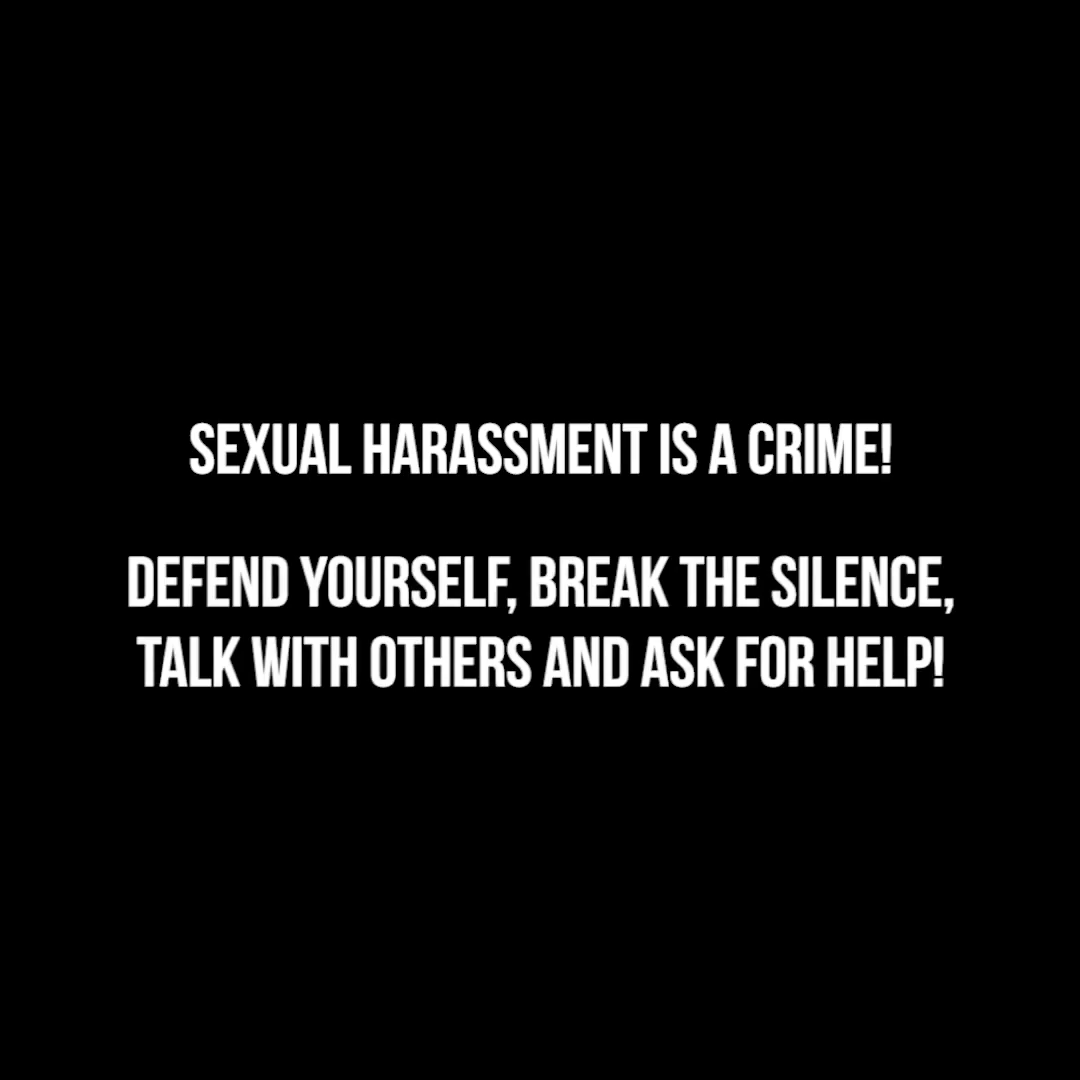 SEXUAL HARASSMENT IS A CRIME!
DEFEND YOURSELF, BREAK THE SILENCE,
TALK WITH OTHERS AND ASK FOR HELP!